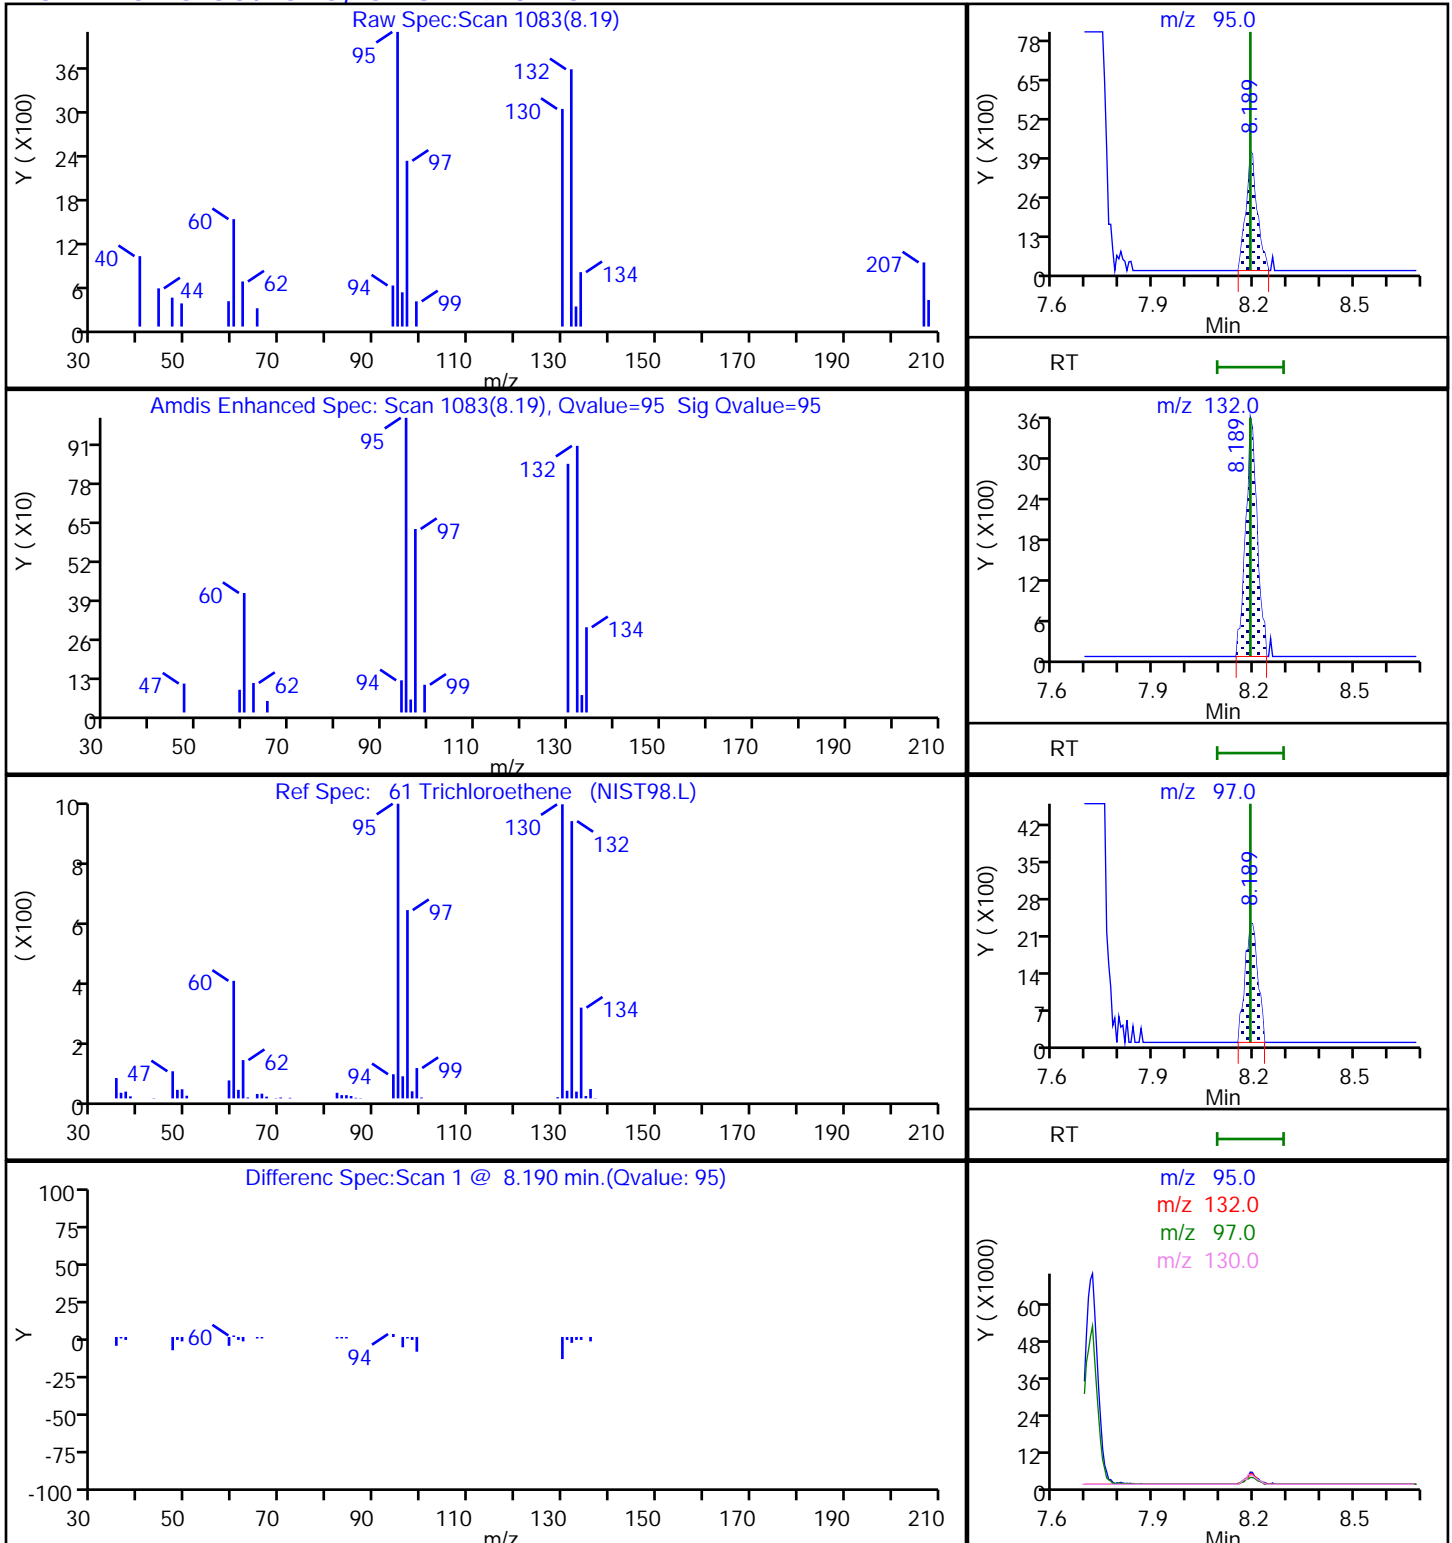 Raw Spec:Scan 1083(8.19)
Y ( X100)
36
30
24
18
12
6
0
95
132
130
97
60
40
44
62
94
99
134
207
30 50 70 90 110 130 150 170 190 210
m/z
m/z 95.0
Y ( X100)
78
65
52
39
26
13
0
8.189
7.6 7.9 8.2 8.5
Min
RT
Amdis Enhanced Spec: Scan 1083(8.19), Qvalue=95 Sig Qvalue=95
Y ( X10)
91
78
65
52
39
26
13
0
95
132
97
60
134
47
62
94
99
30 50 70 90 110 130 150 170 190 210
m/z
m/z 132.0
Y ( X100)
36
30
24
18
12
6
0
8.189
7.6 7.9 8.2 8.5
Min
RT
Ref Spec: 61 Trichloroethene (NIST98.L)
( X100)
10
8
6
4
2
0
95
130
132
97
60
134
47
62
94
99
30 50 70 90 110 130 150 170 190 210
m/z 97.0
Y ( X100)
42
35
28
21
14
7
0
8.189
7.6 7.9 8.2 8.5
Min
RT
Differenc Spec:Scan 1 @ 8.190 min.(Qvalue: 95)
Y
100
75
50
25
0
-25
-50
-75
-100
60
94
30 50 70 90 110 130 150 170 190 210
m/z
m/z 95.0
m/z 132.0
m/z 97.0
m/z 130.0
Y ( X1000)
60
48
36
24
12
0
7.6 7.9 8.2 8.5
Min